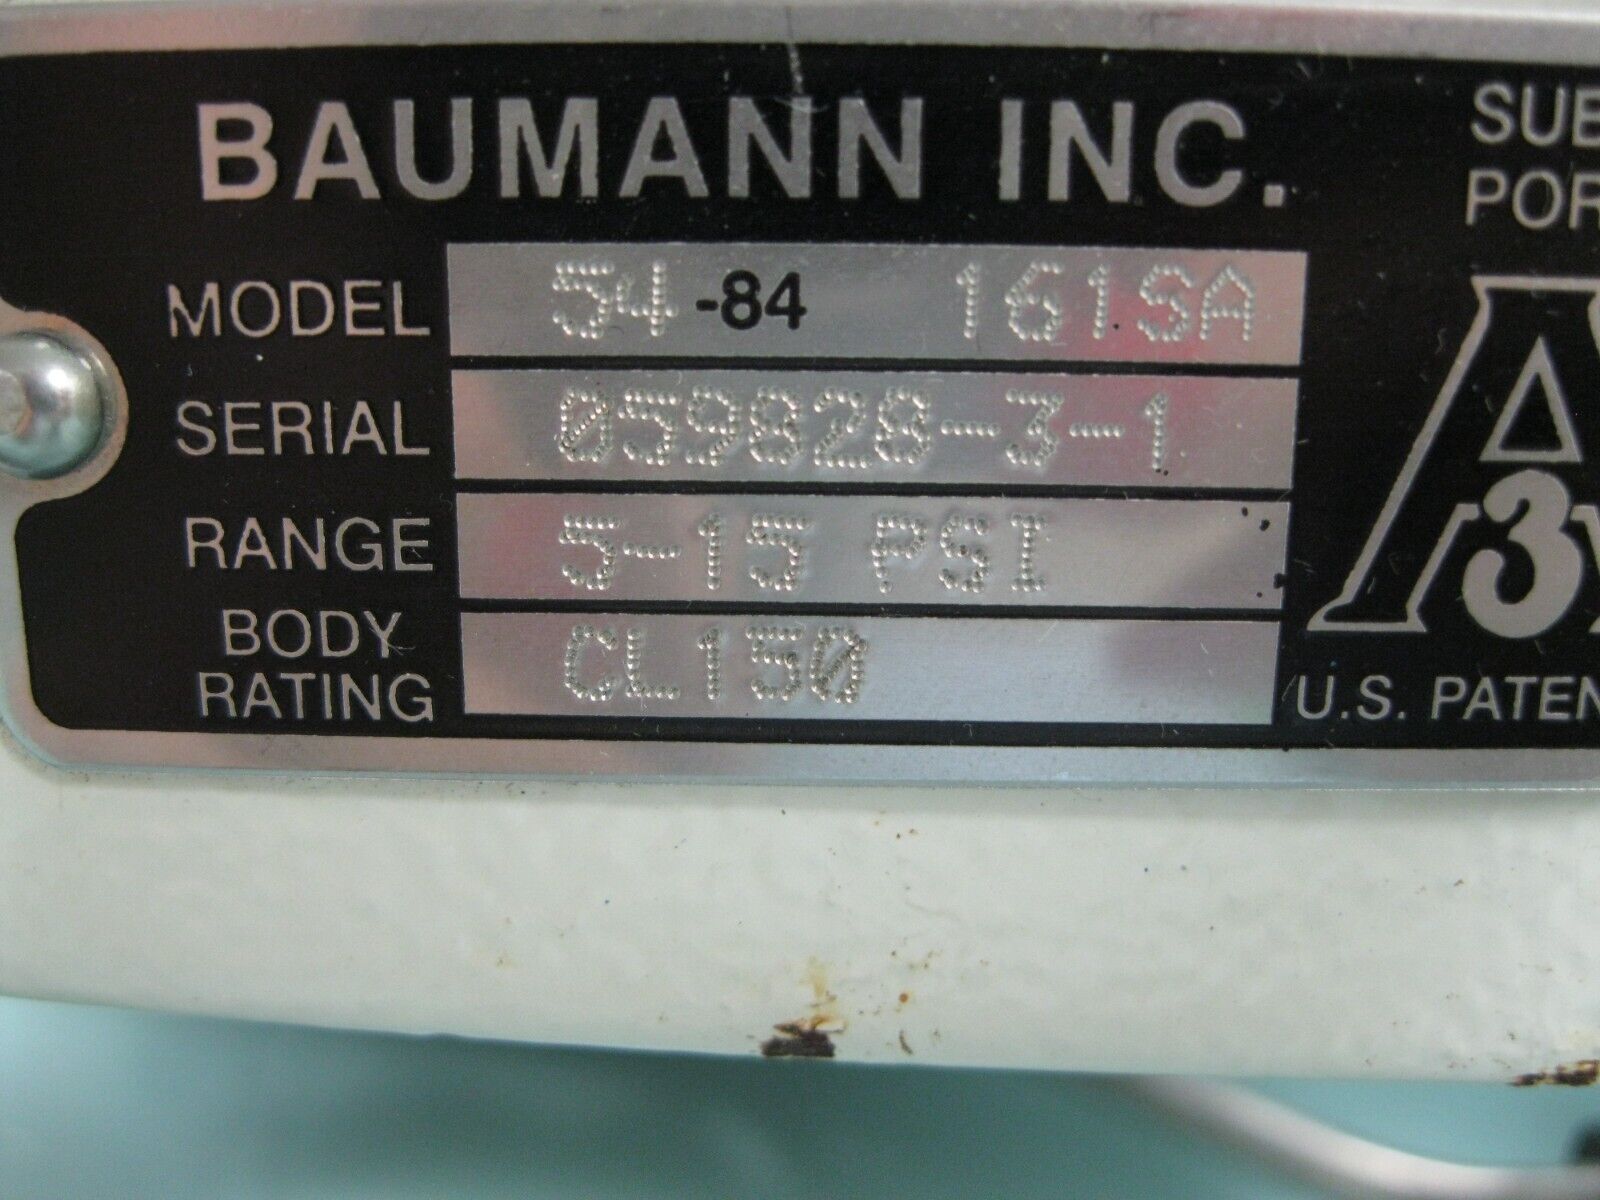 BAUMANN INC.
MODEL 54-84 161SA
SERIAL 059828-3-1
RANGE 5-15 PSI
BODY RATING CL150
SUB
POR
A
3
U.S. PATEN